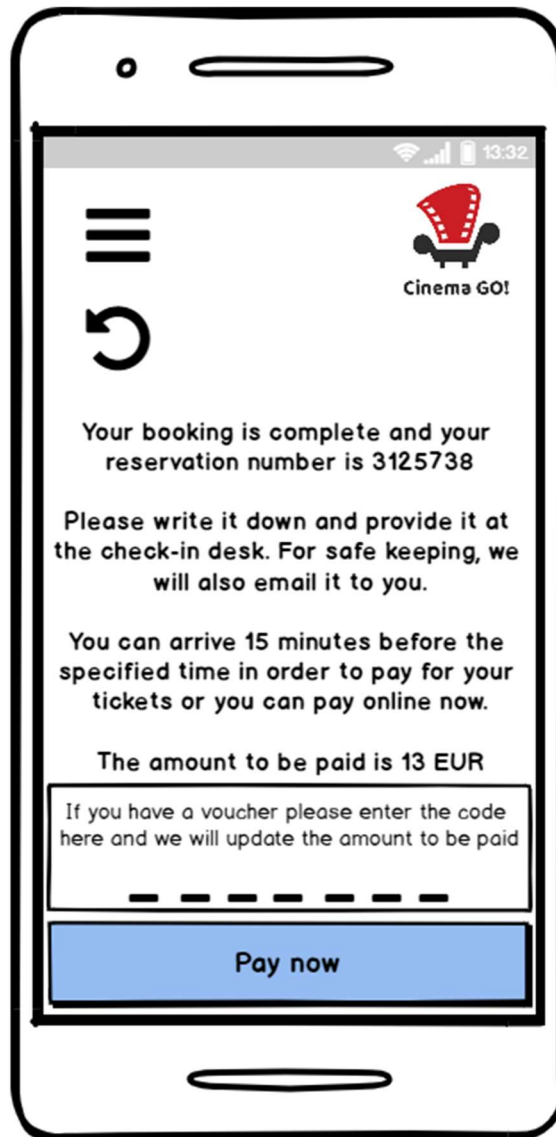 13:32
Cinema GO!
Your booking is complete and your
reservation number is 3125738
Please write it down and provide it at
the check-in desk. For safe keeping, we
will also email it to you.
You can arrive 15 minutes before the
specified time in order to pay for your
tickets or you can pay online now.
The amount to be paid is 13 EUR
If you have a voucher please enter the code
here and we will update the amount to be paid
Pay now